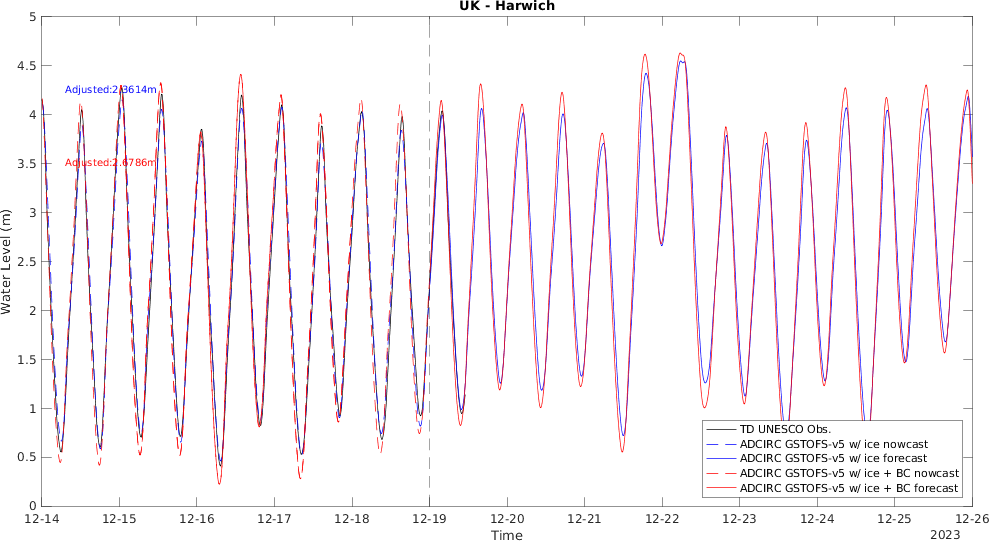 UK - Harwich
5
4.5
4
3.5
3
2.5
2
1.5
1
0.5
0
Water Level (m)
Adjusted:2.3614m
Adjusted:2.6786m
TD UNESCO Obs.
ADCIRC GSTOFS-v5 w/ ice nowcast
ADCIRC GSTOFS-v5 w/ ice forecast
ADCIRC GSTOFS-v5 w/ ice + BC nowcast
ADCIRC GSTOFS-v5 w/ ice + BC forecast
12-14 12-15 12-16 12-17 12-18 12-19 12-20 12-21 12-22 12-23 12-24 12-25 12-26
Time
2023